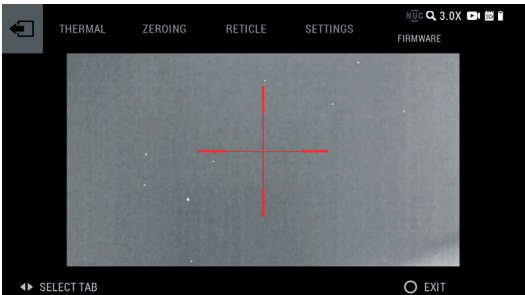 NUC 3.0X
THERMAL ZEROING RETICLE SETTINGS FIRMWARE
SELECT TAB EXIT